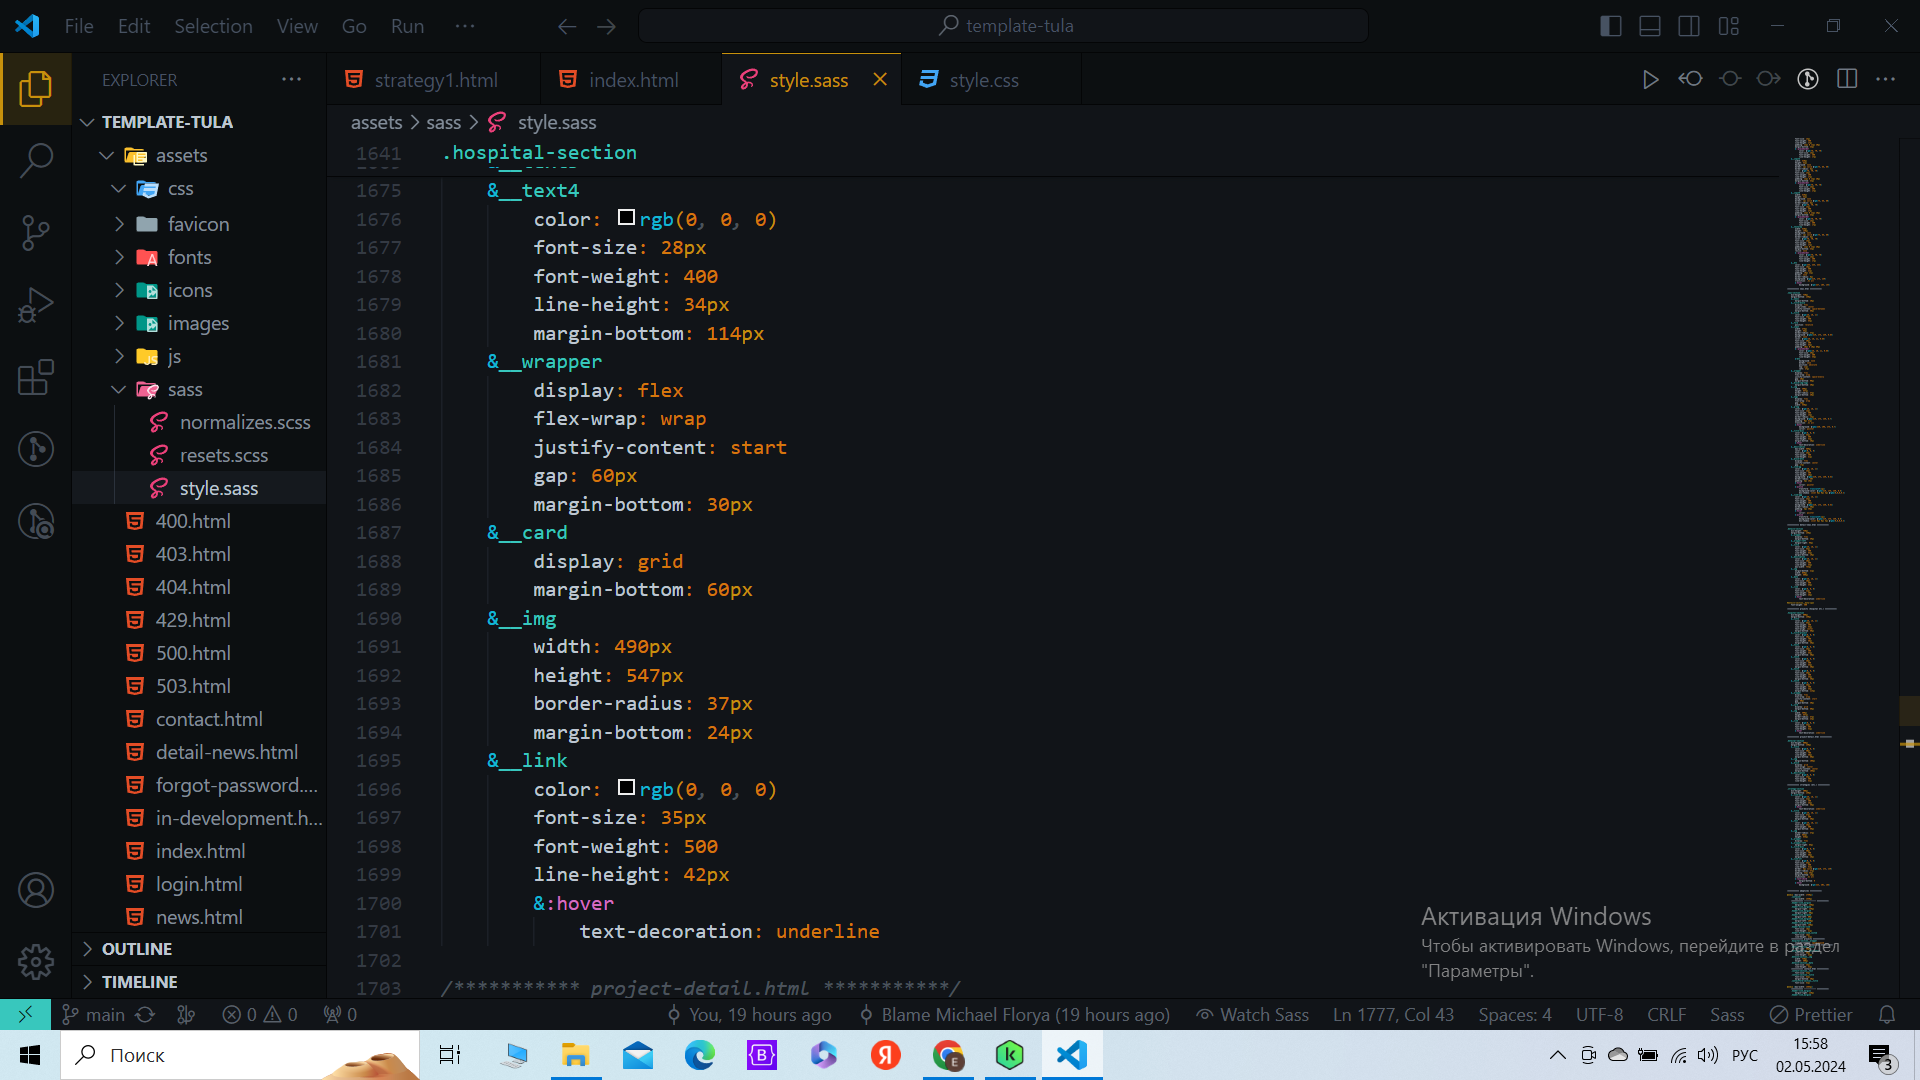 File Edit Selection View Go Run ··· template-tula
EXPLORER ···
strategy1.html index.html style.sass style.css
TEMPLATE-TULA
assets
css
favicon
fonts
icons
images
js
sass
normalizes.scss
resets.scss
style.sass
400.html
403.html
404.html
429.html
500.html
503.html
contact.html
detail-news.html
forgot-password....
in-development.h...
index.html
login.html
news.html
OUTLINE
TIMELINE
assets > sass > style.sass
1641 .hospital-section
1675 &__text4
1676 color: rgb(0, 0, 0)
1677 font-size: 28px
1678 font-weight: 400
1679 line-height: 34px
1680 margin-bottom: 114px
1681 &__wrapper
1682 display: flex
1683 flex-wrap: wrap
1684 justify-content: start
1685 gap: 60px
1686 margin-bottom: 30px
1687 &__card
1688 display: grid
1689 margin-bottom: 60px
1690 &__img
1691 width: 490px
1692 height: 547px
1693 border-radius: 37px
1694 margin-bottom: 24px
1695 &__link
1696 color: rgb(0, 0, 0)
1697 font-size: 35px
1698 font-weight: 500
1699 line-height: 42px
1700 &:hover
1701 text-decoration: underline
1702
1703 /*********** project-detail.html ***********/
Активация Windows
Чтобы активировать Windows, перейдите в раздел
"Параметры".
main 0 0 0 You, 19 hours ago Blame Michael Florya (19 hours ago) Watch Sass Ln 1777, Col 43 Spaces: 4 UTF-8 CRLF Sass Prettier
Поиск
РУС
15:58
02.05.2024
3